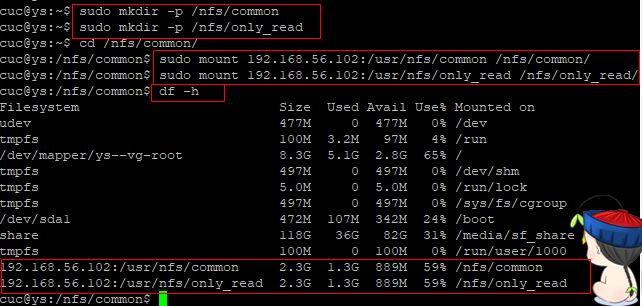 cuc@ys:~$ sudo mkdir -p /nfs/common
cuc@ys:~$ sudo mkdir -p /nfs/only_read
cuc@ys:~$ cd /nfs/common/
cuc@ys:/nfs/common$ sudo mount 192.168.56.102:/usr/nfs/common /nfs/common/
cuc@ys:/nfs/common$ sudo mount 192.168.56.102:/usr/nfs/only_read /nfs/only_read/
cuc@ys:/nfs/common$ df -h
Filesystem Size Used Avail Use% Mounted on
udev 477M 0 477M 0% /dev
tmpfs 100M 3.2M 97M 4% /run
/dev/mapper/ys--vg-root 8.3G 5.1G 2.8G 65% /
tmpfs 497M 0 497M 0% /dev/shm
tmpfs 5.0M 0 5.0M 0% /run/lock
tmpfs 497M 0 497M 0% /sys/fs/cgroup
/dev/sda1 472M 107M 342M 24% /boot
share 118G 36G 82G 31% /media/sf_share
tmpfs 100M 0 100M 0% /run/user/1000
192.168.56.102:/usr/nfs/common 2.3G 1.3G 889M 59% /nfs/common
192.168.56.102:/usr/nfs/only_read 2.3G 1.3G 889M 59% /nfs/only_read
cuc@ys:/nfs/common$